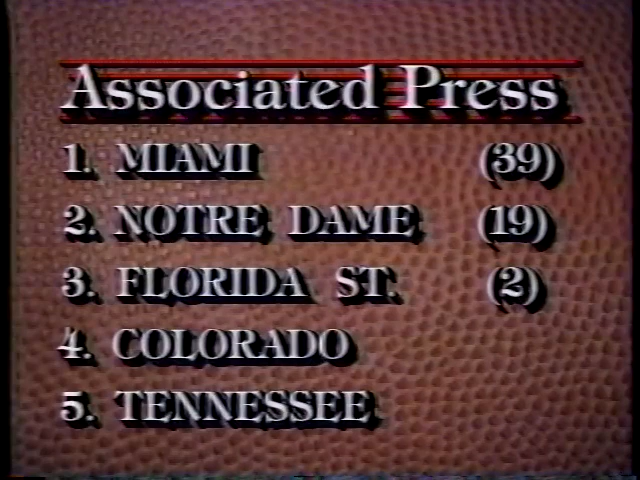 Associated Press
1. MIAMI (39)
2. NOTRE DAME (19)
3. FLORIDA ST. (2)
4. COLORADO
5. TENNESSEE